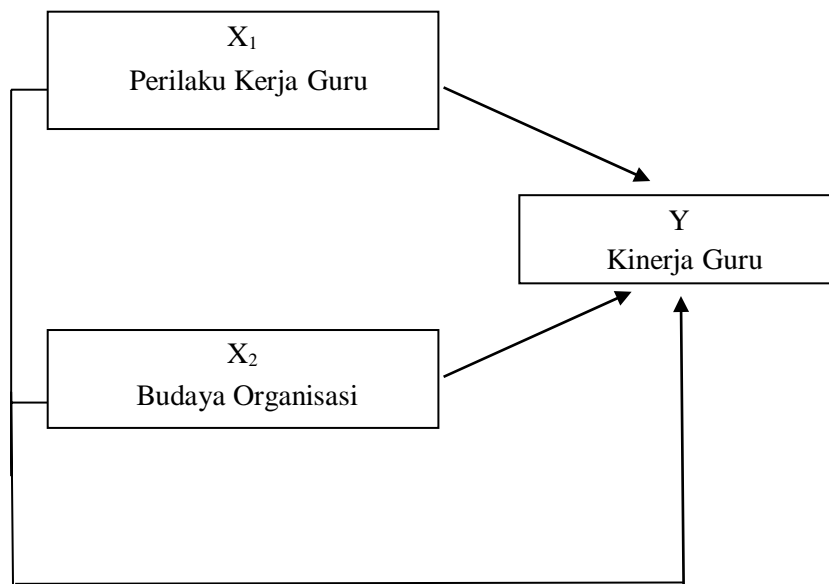 X₁
Perilaku Kerja Guru
Y
Kinerja Guru
X₂
Budaya Organisasi